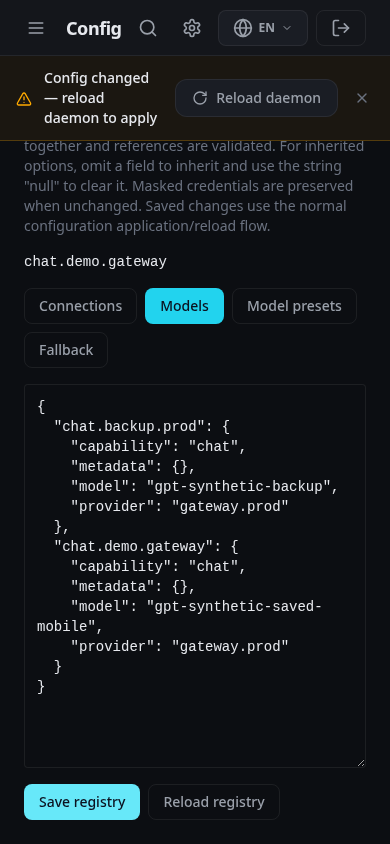 Config
EN
Config changed
— reload
daemon to apply
Reload daemon
together and references are validated. For inherited
options, omit a field to inherit and use the string
"null" to clear it. Masked credentials are preserved
when unchanged. Saved changes use the normal
configuration application/reload flow.
chat.demo.gateway
Connections
Models
Model presets
Fallback
{
  "chat.backup.prod": {
    "capability": "chat",
    "metadata": {},
    "model": "gpt-synthetic-backup",
    "provider": "gateway.prod"
  },
  "chat.demo.gateway": {
    "capability": "chat",
    "metadata": {},
    "model": "gpt-synthetic-saved-
mobile",
    "provider": "gateway.prod"
  }
}
Save registry
Reload registry